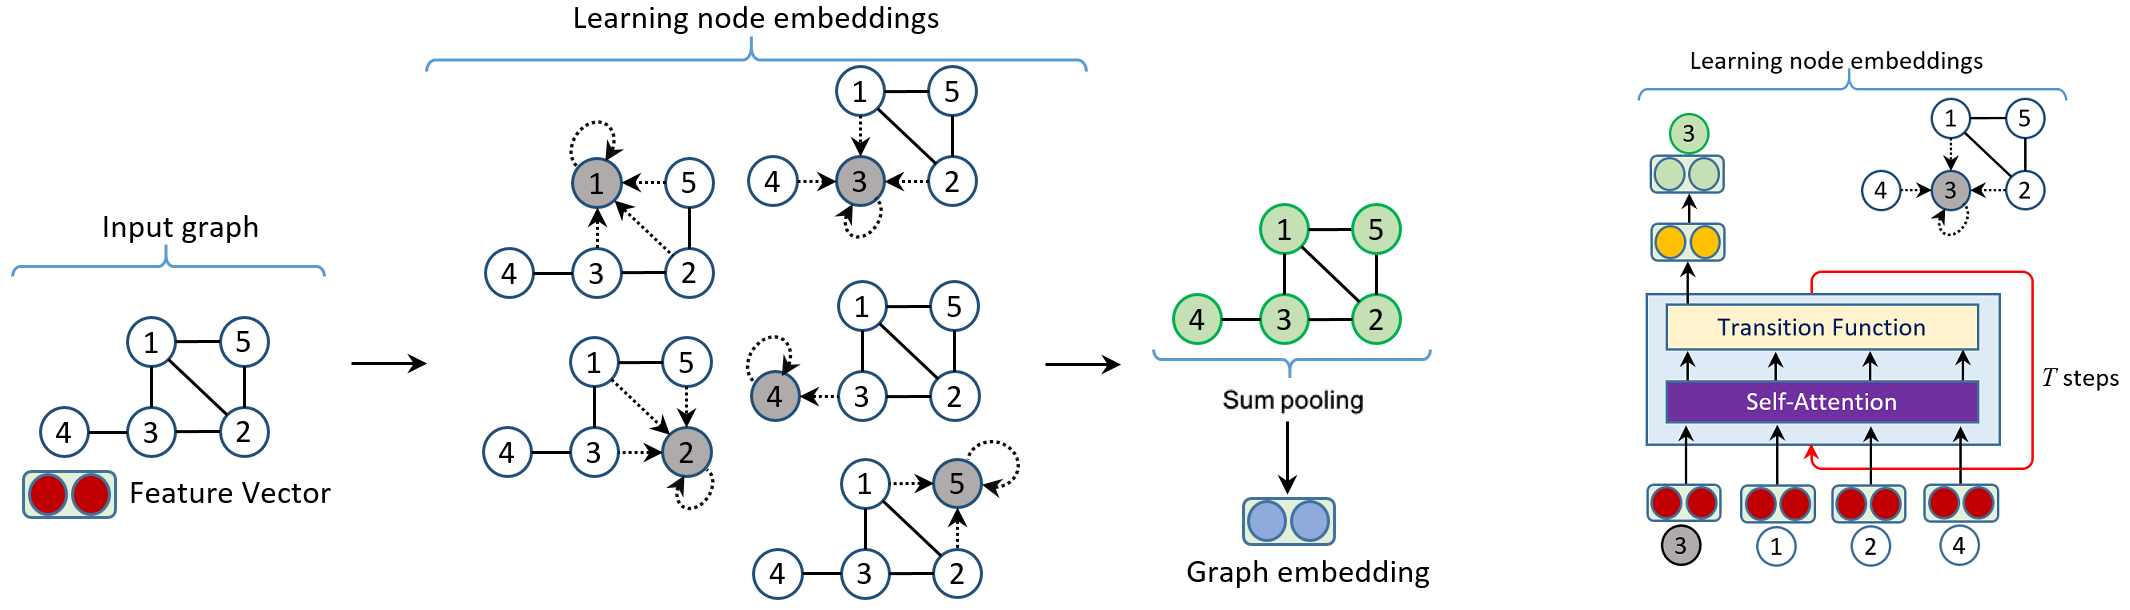 Learning node embeddings
Input graph
1 5
4 3 2
Feature Vector
1 5
4 3 2
1 5
4 3 2
1 5
4 3 2
1 5
4 3 2
1 5
4 3 2
1 5
4 3 2
Sum pooling
Graph embedding
Learning node embeddings
3
1 5
4 3 2
Transition Function
Self-Attention
T steps
3 1 2 4